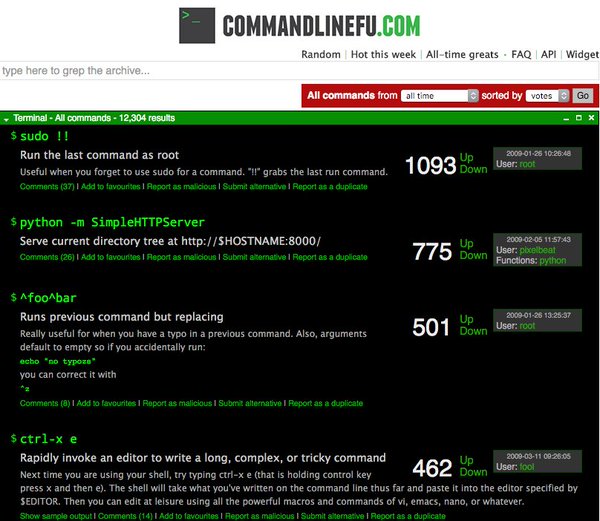 >_ COMMANDLINEFU.COM
Random | Hot this week | All-time greats - FAQ | API | Widget
type here to grep the archive...
All commands from all time sorted by votes Go
Terminal - All commands - 12,304 results
$ sudo !!
Run the last command as root
Useful when you forget to use sudo for a command. "!!" grabs the last run command.
Comments (37) | Add to favourites | Report as malicious | Submit alternative | Report as a duplicate
1093 Up
Down
2009-01-26 10:26:48
User: root
$ python -m SimpleHTTPServer
Serve current directory tree at http://$HOSTNAME:8000/
Comments (26) | Add to favourites | Report as malicious | Submit alternative | Report as a duplicate
775 Up
Down
2009-02-05 11:57:43
User: pixelbeat
Functions: python
$ ^foo^bar
Runs previous command but replacing
Really useful for when you have a typo in a previous command. Also, arguments
default to empty so if you accidentally run:
echo "no typozs"
you can correct it with
^z
Comments (8) | Add to favourites | Report as malicious | Submit alternative | Report as a duplicate
501 Up
Down
2009-01-26 13:25:37
User: root
$ ctrl-x e
Rapidly invoke an editor to write a long, complex, or tricky command
Next time you are using your shell, try typing ctrl-x e (that is holding control key
press x and then e). The shell will take what you've written on the command line thus far and paste it into the editor specified by
$EDITOR. Then you can edit at leisure using all the powerful macros and commands of vi, emacs, nano, or whatever.
Show sample output | Comments (14) | Add to favourites | Report as malicious | Submit alternative | Report as a duplicate
462 Up
Down
2009-03-11 09:26:05
User: fool